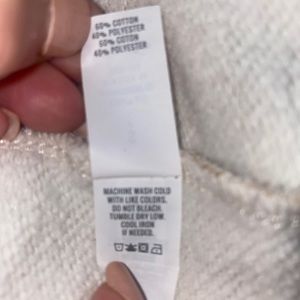 60% COTTON
40% POLYESTER
60% COTON
40% POLYESTER
MACHINE WASH COLD
WITH LIKE COLORS.
DO NOT BLEACH.
TUMBLE DRY LOW.
COOL IRON
IF NEEDED.